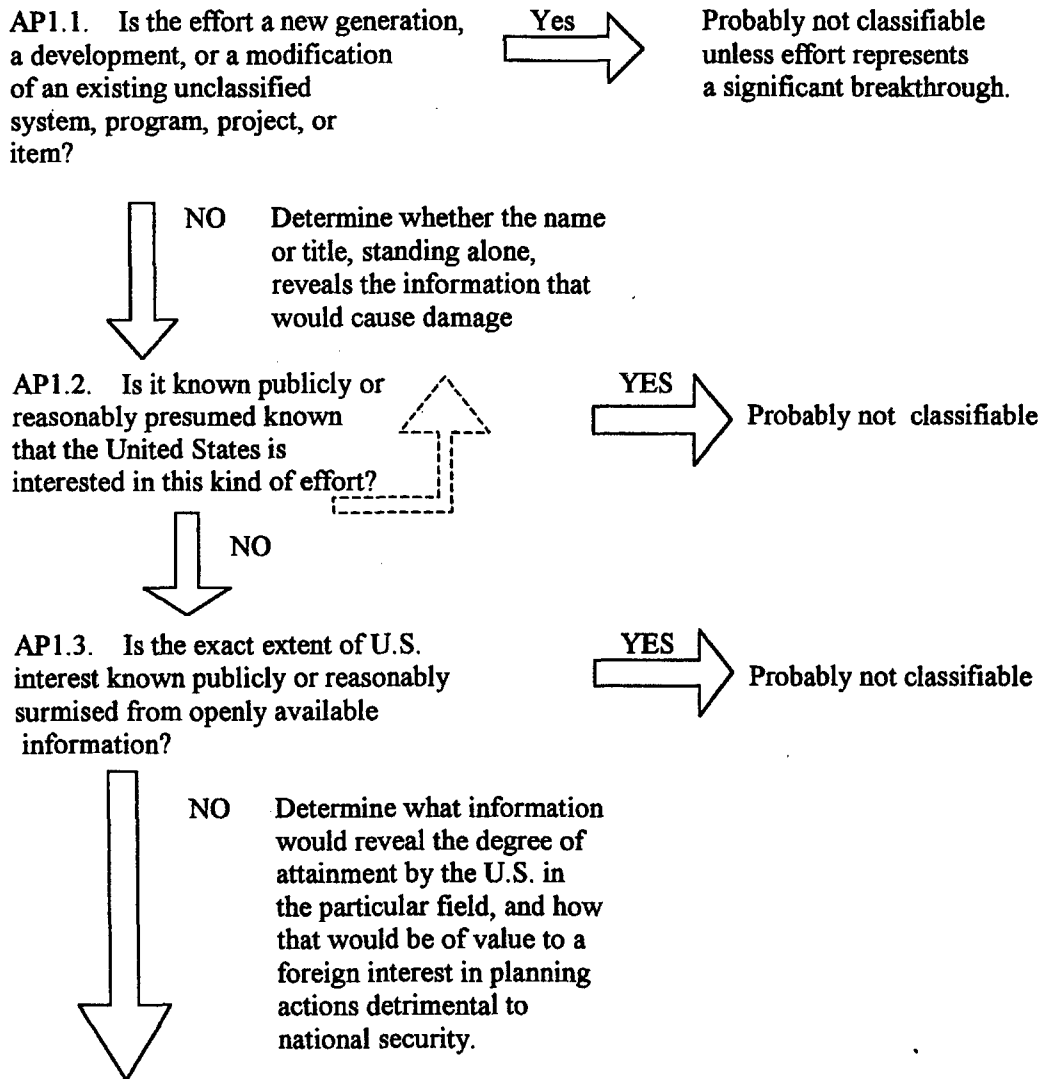 AP1.1. Is the effort a new generation,
a development, or a modification
of an existing unclassified
system, program, project, or
item?
Yes
Probably not classifiable
unless effort represents
a significant breakthrough.
NO
Determine whether the name
or title, standing alone,
reveals the information that
would cause damage
AP1.2. Is it known publicly or
reasonably presumed known
that the United States is
interested in this kind of effort?
YES
Probably not classifiable
NO
AP1.3. Is the exact extent of U.S.
interest known publicly or reasonably
surmised from openly available
information?
YES
Probably not classifiable
NO
Determine what information
would reveal the degree of
attainment by the U.S. in
the particular field, and how
that would be of value to a
foreign interest in planning
actions detrimental to
national security.